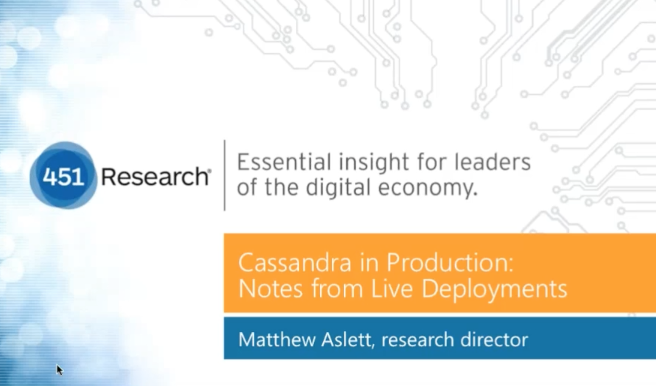 451 Research®
Essential insight for leaders
of the digital economy.
Cassandra in Production:
Notes from Live Deployments
Matthew Aslett, research director